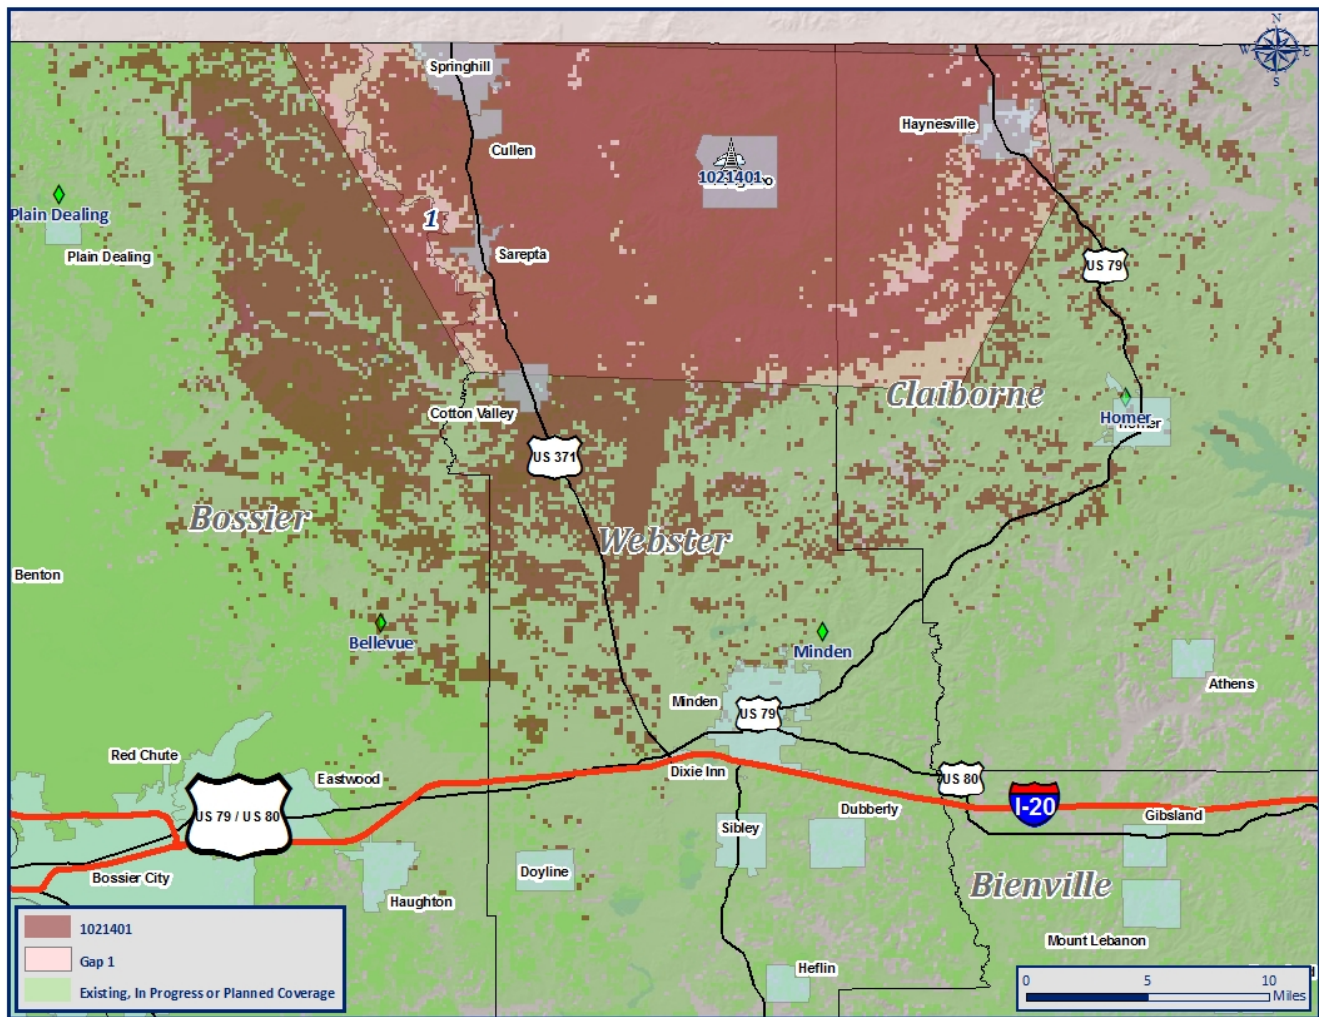 N
W E
S
Springhill
Haynesville
Cullen
1021401
Plain Dealing
1
Plain Dealing
Sarepta
US 79
Claiborne
Cotton Valley
Homer
US 371
Bossier
Webster
Benton
Bellevue
Minden
Athens
Minden
US 79
Red Chute
Eastwood
Dixie Inn
US 80
I-20
US 79 / US 80
Dubberly
Gibsland
Sibley
Bossier City
Doyline
Bienville
Haughton
Mount Lebanon
Heflin
1021401
Gap 1
Existing, In Progress or Planned Coverage
0 5 10
Miles